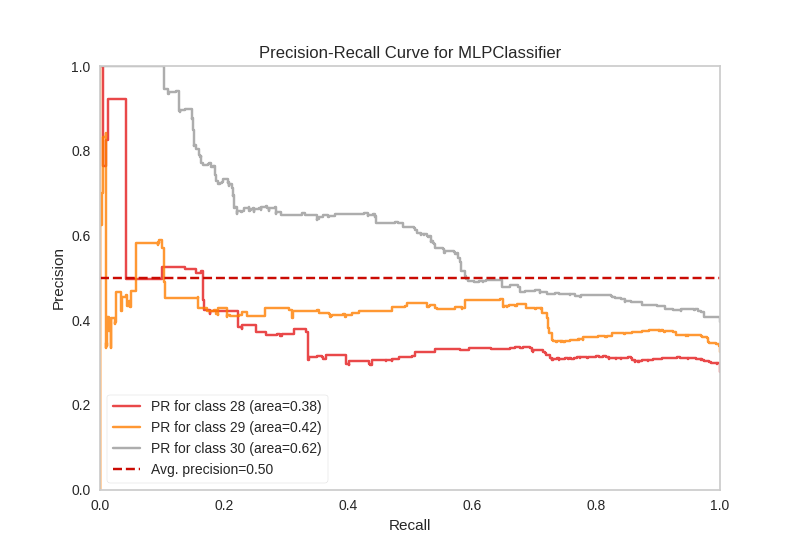 Precision-Recall Curve for MLPClassifier
1.0
0.8
0.6
0.4
0.2
0.0
Precision
PR for class 28 (area=0.38)
PR for class 29 (area=0.42)
PR for class 30 (area=0.62)
Avg. precision=0.50
0.0 0.2 0.4 0.6 0.8 1.0
Recall